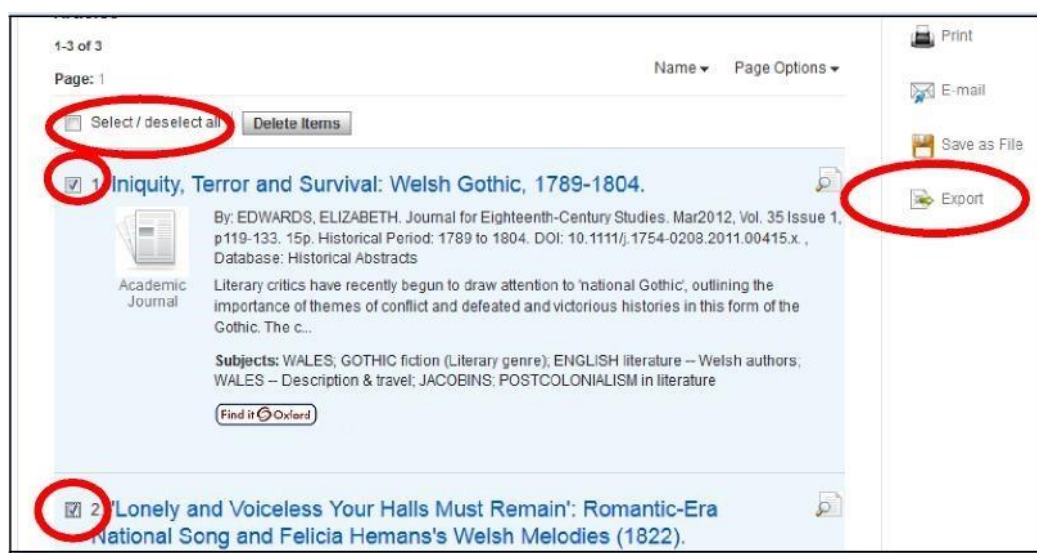 1-3 of 3
Page: 1
Name Page Options
Select / deselect all Delete Items
1. Iniquity, Terror and Survival: Welsh Gothic, 1789-1804.
By: EDWARDS, ELIZABETH. Journal for Eighteenth-Century Studies. Mar2012, Vol. 35 Issue 1,
p119-133. 15p. Historical Period: 1789 to 1804. DOI: 10.1111/j.1754-0208.2011.00415.x. ,
Database: Historical Abstracts
Academic
Journal
Literary critics have recently begun to draw attention to 'national Gothic', outlining the
importance of themes of conflict and defeated and victorious histories in this form of the
Gothic. The c...
Subjects: WALES; GOTHIC fiction (Literary genre); ENGLISH literature -- Welsh authors;
WALES -- Description & travel; JACOBINS; POSTCOLONIALISM in literature
Find it @ Oxford
2. 'Lonely and Voiceless Your Halls Must Remain': Romantic-Era
National Song and Felicia Hemans's Welsh Melodies (1822).
Print
E-mail
Save as File
Export